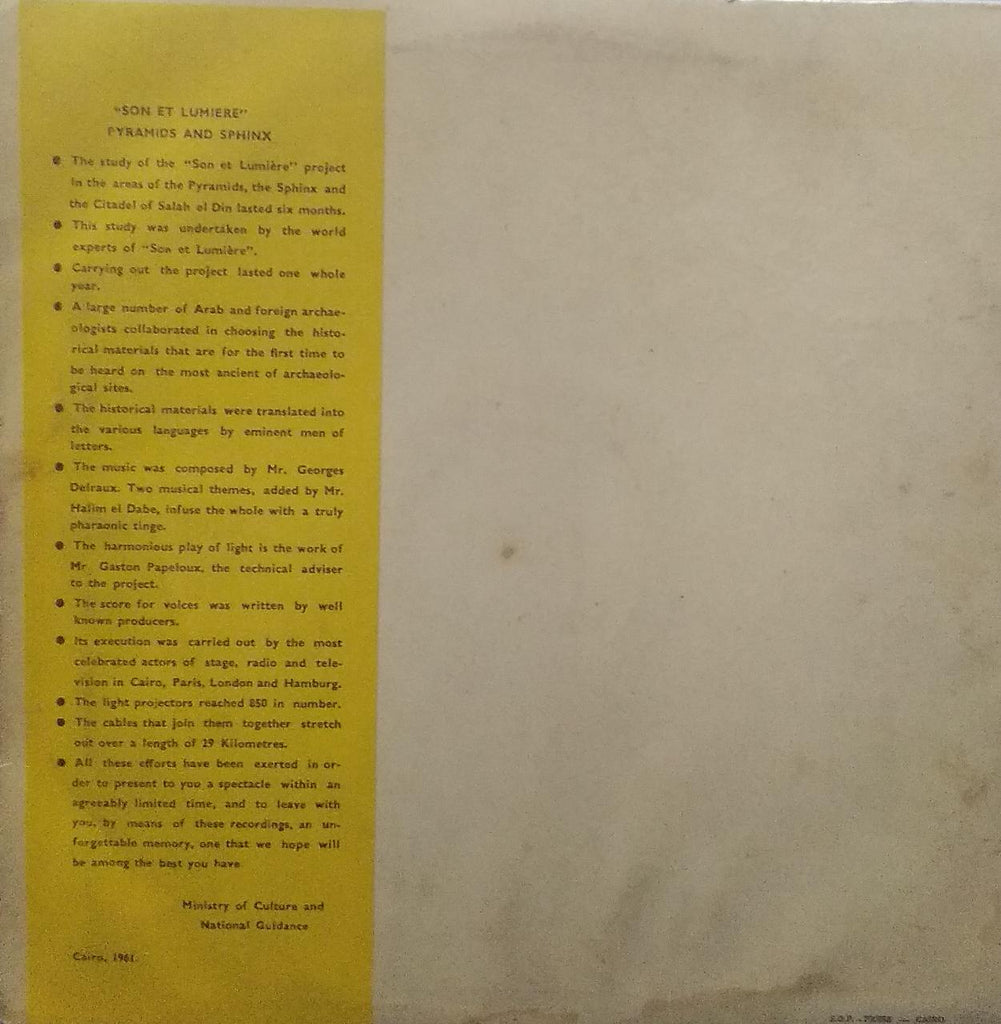 "SON ET LUMIERE"
PYRAMIDS AND SPHINX
● The study of the "Son et Lumière" project
in the areas of the Pyramids, the Sphinx and
the Citadel of Salah el Din lasted six months.
● This study was undertaken by the world
experts of "Son et Lumière".
● Carrying out the project lasted one whole
year.
● A large number of Arab and foreign archae-
ologists collaborated in choosing the histo-
rical materials that are for the first time to
be heard on the most ancient of archaeolo-
gical sites.
● The historical materials were translated into
the various languages by eminent men of
letters.
● The music was composed by Mr. Georges
Delraux. Two musical themes, added by Mr.
Halim el Dabe, infuse the whole with a truly
pharaonic tinge.
● The harmonious play of light is the work of
Mr Gaston Papeloux, the technical adviser
to the project.
● The score for voices was written by well
known producers.
● Its execution was carried out by the most
celebrated actors of stage, radio and tele-
vision in Cairo, Paris, London and Hamburg.
● The light projectors reached 850 in number.
● The cables that join them together stretch
out over a length of 29 Kilometres.
● All these efforts have been exerted in or-
der to present to you a spectacle within an
agreeably limited time, and to leave with
you, by means of these recordings, an un-
forgettable memory, one that we hope will
be among the best you have
Ministry of Culture and
National Guidance
Cairo, 1961.
PRESS — CAIRO